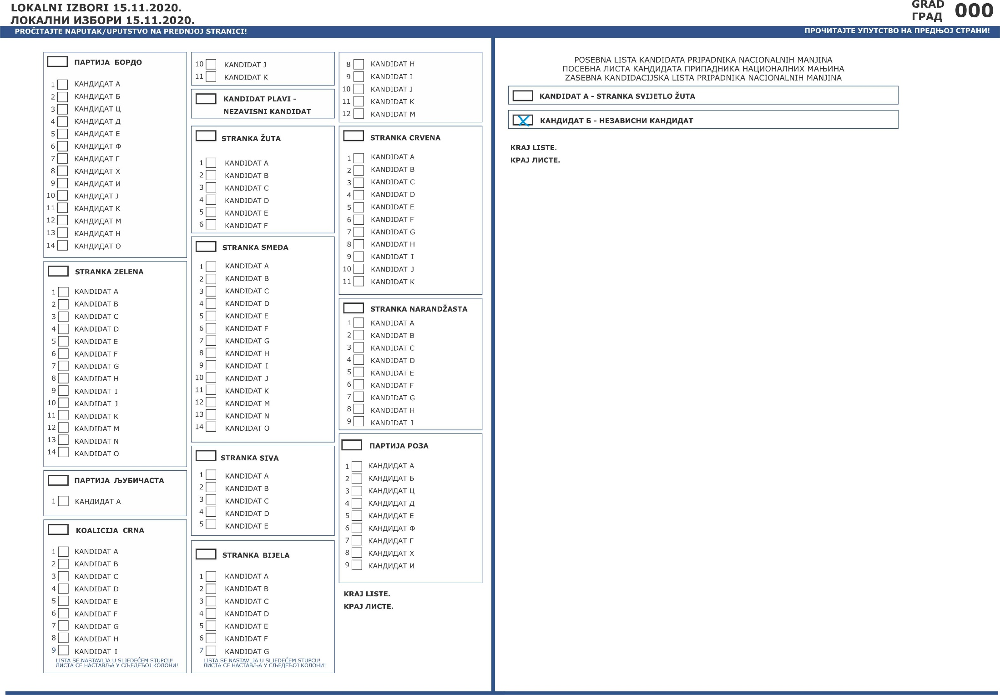 LOKALNI IZBORI 15.11.2020.
ЛОКАЛНИ ИЗБОРИ 15.11.2020.
GRAD
ГРАД
000
PROČITAJTE NAPUTAK/UPUTSTVO NA PREDNJOJ STRANICI!
ПРОЧИТАЈТЕ УПУТСТВО НА ПРЕДЊОЈ СТРАНИ!
ПАРТИЈА БОРДО
1 КАНДИДАТ А
2 КАНДИДАТ Б
3 КАНДИДАТ Ц
4 КАНДИДАТ Д
5 КАНДИДАТ Е
6 КАНДИДАТ Ф
7 КАНДИДАТ Г
8 КАНДИДАТ Х
9 КАНДИДАТ И
10 КАНДИДАТ Ј
11 КАНДИДАТ К
12 КАНДИДАТ М
13 КАНДИДАТ Н
14 КАНДИДАТ О
STRANKA ZELENA
1 KANDIDAT A
2 KANDIDAT B
3 KANDIDAT C
4 KANDIDAT D
5 KANDIDAT E
6 KANDIDAT F
7 KANDIDAT G
8 KANDIDAT H
9 KANDIDAT I
10 KANDIDAT J
11 KANDIDAT K
12 KANDIDAT M
13 KANDIDAT N
14 KANDIDAT O
ПАРТИЈА ЉУБИЧАСТА
1 КАНДИДАТ А
KOALICIJA CRNA
1 KANDIDAT A
2 KANDIDAT B
3 KANDIDAT C
4 KANDIDAT D
5 KANDIDAT E
6 KANDIDAT F
7 KANDIDAT G
8 KANDIDAT H
9 KANDIDAT I
LISTA SE NASTAVLJA U SLJEDEĆEM STUPCU!
ЛИСТА СЕ НАСТАВЉА У СЉЕДЕЋОЈ КОЛОНИ!
10 KANDIDAT J
11 KANDIDAT K
KANDIDAT PLAVI -
NEZAVISNI KANDIDAT
STRANKA ŽUTA
1 KANDIDAT A
2 KANDIDAT B
3 KANDIDAT C
4 KANDIDAT D
5 KANDIDAT E
6 KANDIDAT F
STRANKA SMEĐA
1 KANDIDAT A
2 KANDIDAT B
3 KANDIDAT C
4 KANDIDAT D
5 KANDIDAT E
6 KANDIDAT F
7 KANDIDAT G
8 KANDIDAT H
9 KANDIDAT I
10 KANDIDAT J
11 KANDIDAT K
12 KANDIDAT M
13 KANDIDAT N
14 KANDIDAT O
STRANKA SIVA
1 KANDIDAT A
2 KANDIDAT B
3 KANDIDAT C
4 KANDIDAT D
5 KANDIDAT E
STRANKA BIJELA
1 KANDIDAT A
2 KANDIDAT B
3 KANDIDAT C
4 KANDIDAT D
5 KANDIDAT E
6 KANDIDAT F
7 KANDIDAT G
LISTA SE NASTAVLJA U SLJEDEĆEM STUPCU!
ЛИСТА СЕ НАСТАВЉА У СЉЕДЕЋОЈ КОЛОНИ!
8 KANDIDAT H
9 KANDIDAT I
10 KANDIDAT J
11 KANDIDAT K
12 KANDIDAT M
STRANKA CRVENA
1 KANDIDAT A
2 KANDIDAT B
3 KANDIDAT C
4 KANDIDAT D
5 KANDIDAT E
6 KANDIDAT F
7 KANDIDAT G
8 KANDIDAT H
9 KANDIDAT I
10 KANDIDAT J
11 KANDIDAT K
STRANKA NARANDŽASTA
1 KANDIDAT A
2 KANDIDAT B
3 KANDIDAT C
4 KANDIDAT D
5 KANDIDAT E
6 KANDIDAT F
7 KANDIDAT G
8 KANDIDAT H
9 KANDIDAT I
ПАРТИЈА РОЗА
1 КАНДИДАТ А
2 КАНДИДАТ Б
3 КАНДИДАТ Ц
4 КАНДИДАТ Д
5 КАНДИДАТ Е
6 КАНДИДАТ Ф
7 КАНДИДАТ Г
8 КАНДИДАТ Х
9 КАНДИДАТ И
KRAJ LISTE.
КРАЈ ЛИСТЕ.
POSEBNA LISTA KANDIDATA PRIPADNIKA NACIONALNIH MANJINA
ПОСЕБНА ЛИСТА КАНДИДАТА ПРИПАДНИКА НАЦИОНАЛНИХ МАЊИНА
ZASEBNA KANDIDACIJSKA LISTA PRIPADNIKA NACIONALNIH MANJINA
KANDIDAT A - STRANKA SVIJETLO ŽUTA
КАНДИДАТ Б - НЕЗАВИСНИ КАНДИДАТ
KRAJ LISTE.
КРАЈ ЛИСТЕ.